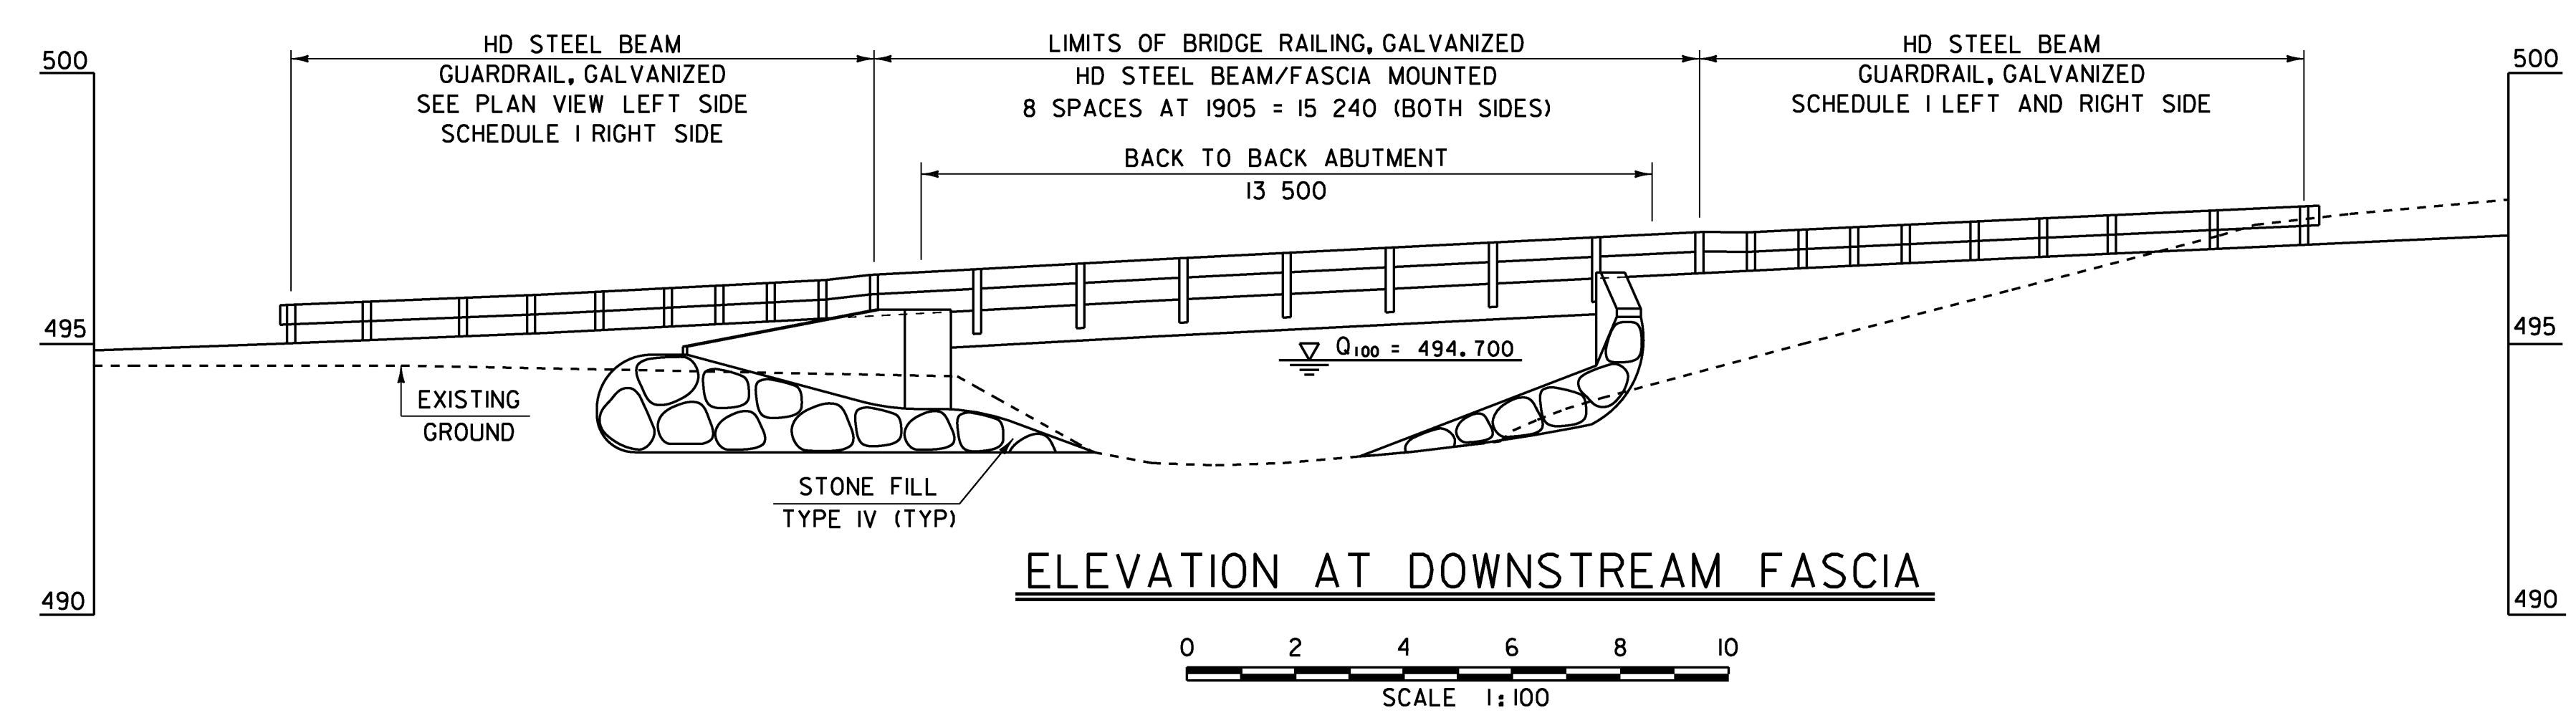 HD STEEL BEAM
GUARDRAIL, GALVANIZED
SEE PLAN VIEW LEFT SIDE
SCHEDULE I RIGHT SIDE
LIMITS OF BRIDGE RAILING, GALVANIZED
HD STEEL BEAM/FASCIA MOUNTED
8 SPACES AT 1905 = 15 240 (BOTH SIDES)
HD STEEL BEAM
GUARDRAIL, GALVANIZED
SCHEDULE I LEFT AND RIGHT SIDE
BACK TO BACK ABUTMENT
13 500
500
495
490
500
495
490
Q100 = 494.700
EXISTING
GROUND
STONE FILL
TYPE IV (TYP)
ELEVATION AT DOWNSTREAM FASCIA
0 2 4 6 8 10
SCALE 1:100